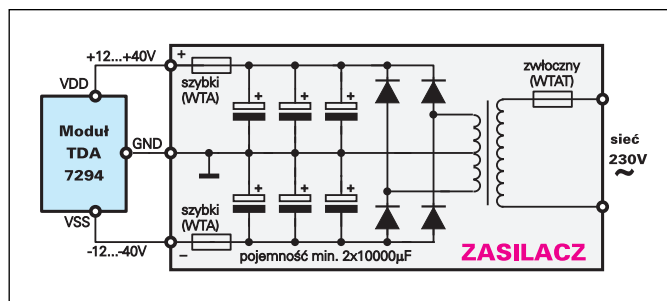 +12...+40V
VDD
Moduł
TDA
7294
GND
VSS
-12...-40V
+
szybki
(WTA)
+
+
+
+
+
+
szybki
(WTA)
−
pojemność min. 2x10000µF
zwłoczny
(WTAT)
sieć
230V
~
ZASILACZ